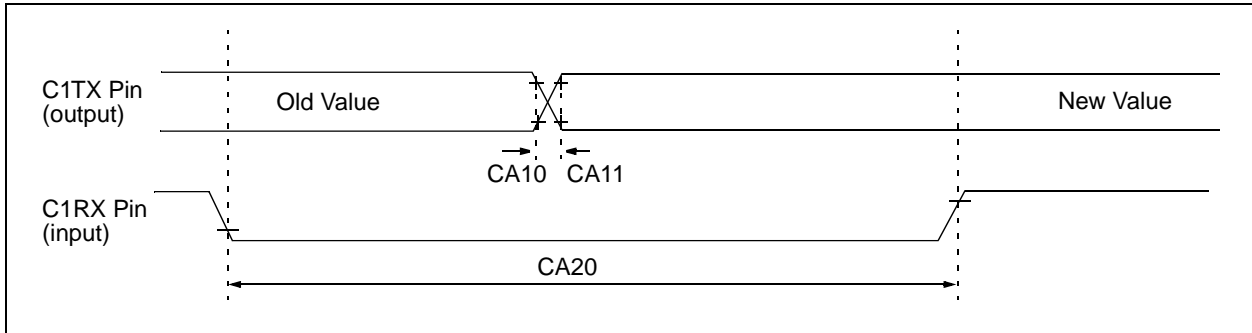 C1TX Pin
(output)
Old Value
New Value
CA10 CA11
C1RX Pin
(input)
CA20